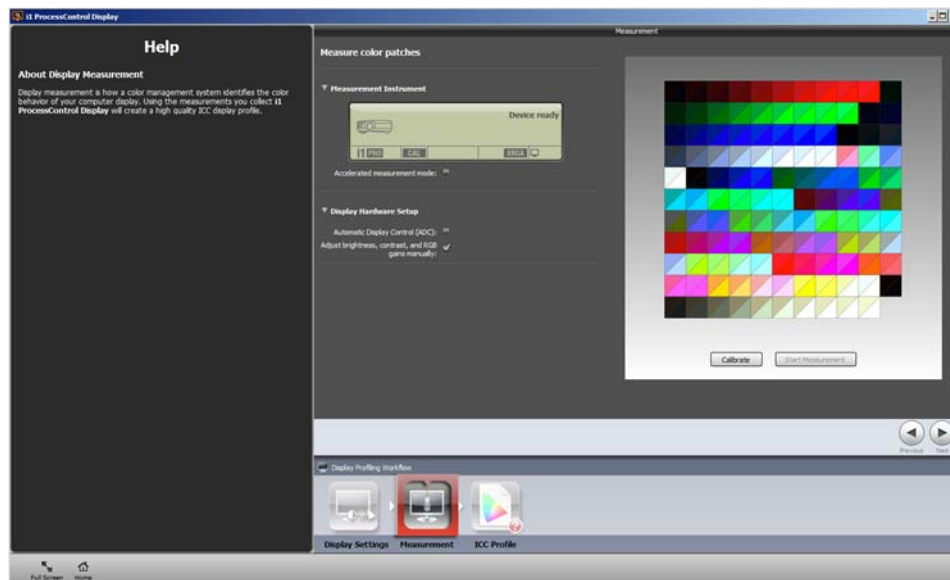 i1 ProcessControl Display
Measurement
Help
About Display Measurement
Display measurement is how a color management system identifies the color
behavior of your computer display. Using the measurements you collect i1
ProcessControl Display will create a high quality ICC display profile.
Measure color patches
Measurement Instrument
Device ready
i1 PRO CAL RRGA
Accelerated measurement mode:
Display Hardware Setup
Automatic Display Control (ADC):
Adjust brightness, contrast, and RGB
gains manually:
Calibrate Start Measurement
Previous Next
Display Profiling Workflow
Display Settings Measurement ICC Profile
Full Screen Home